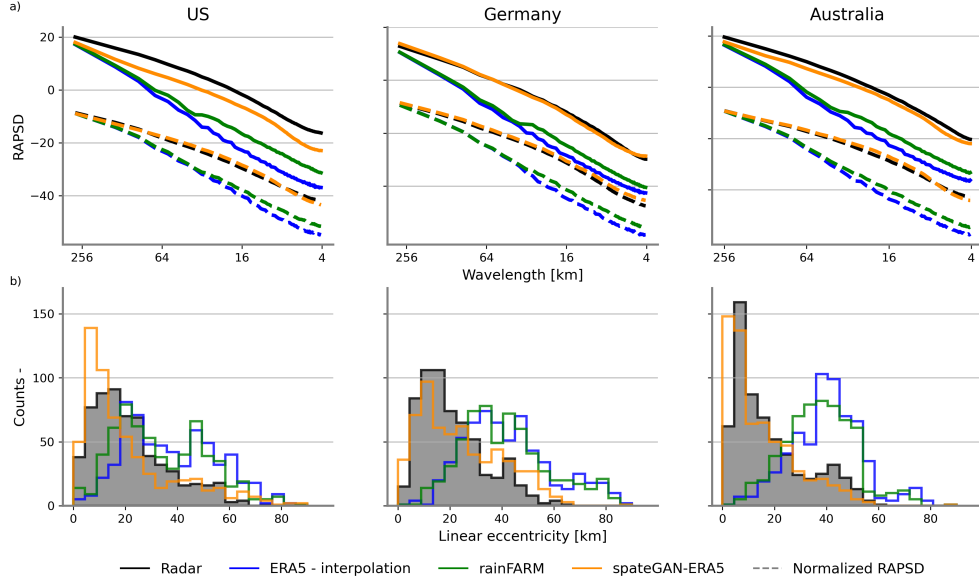 a)
US
Germany
Australia
RAPSD
20
0
−20
−40
256
64
16
4
256
64
16
4
256
64
16
4
Wavelength [km]
b)
Counts -
150
100
50
0
0
20
40
60
80
0
20
40
60
80
0
20
40
60
80
Linear eccentricity [km]
Radar
ERA5 - interpolation
rainFARM
spateGAN-ERA5
Normalized RAPSD